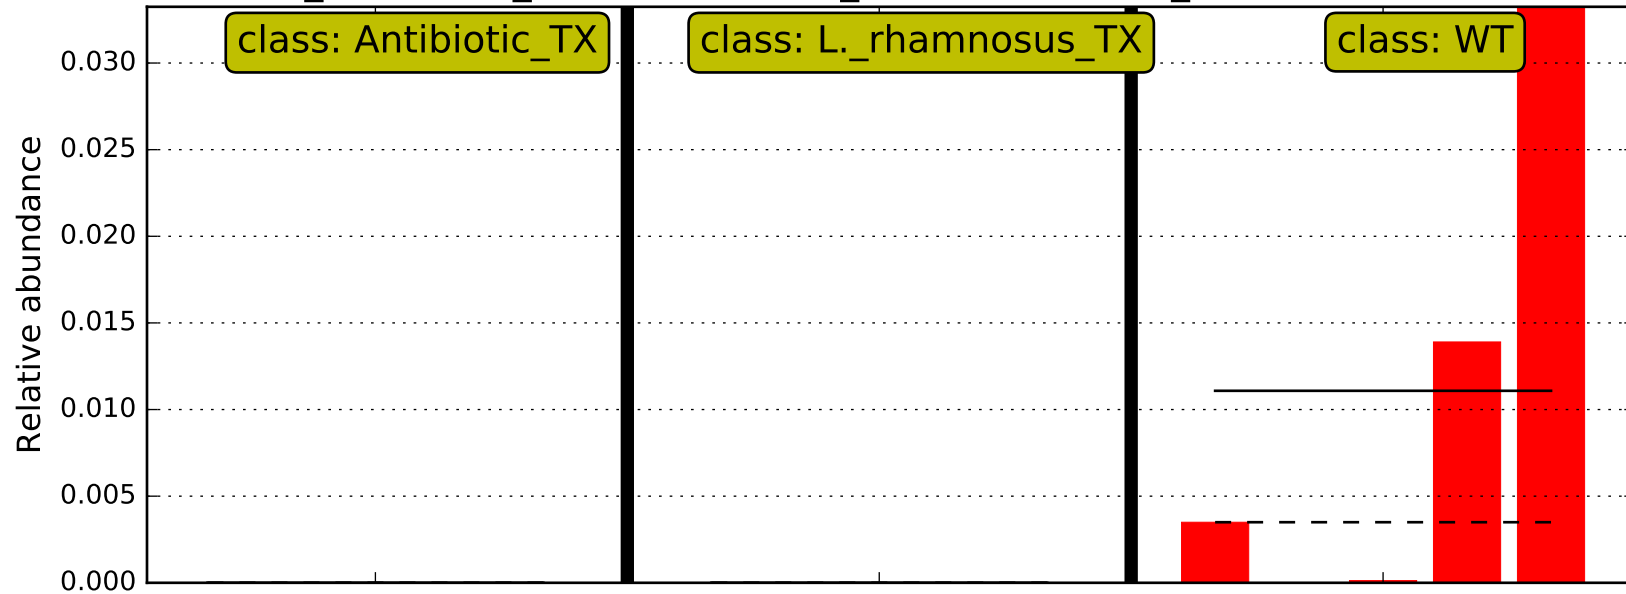 class: Antibiotic_TX
class: L._rhamnosus_TX
class: WT
0.030
0.025
0.020
0.015
0.010
0.005
0.000
Relative abundance